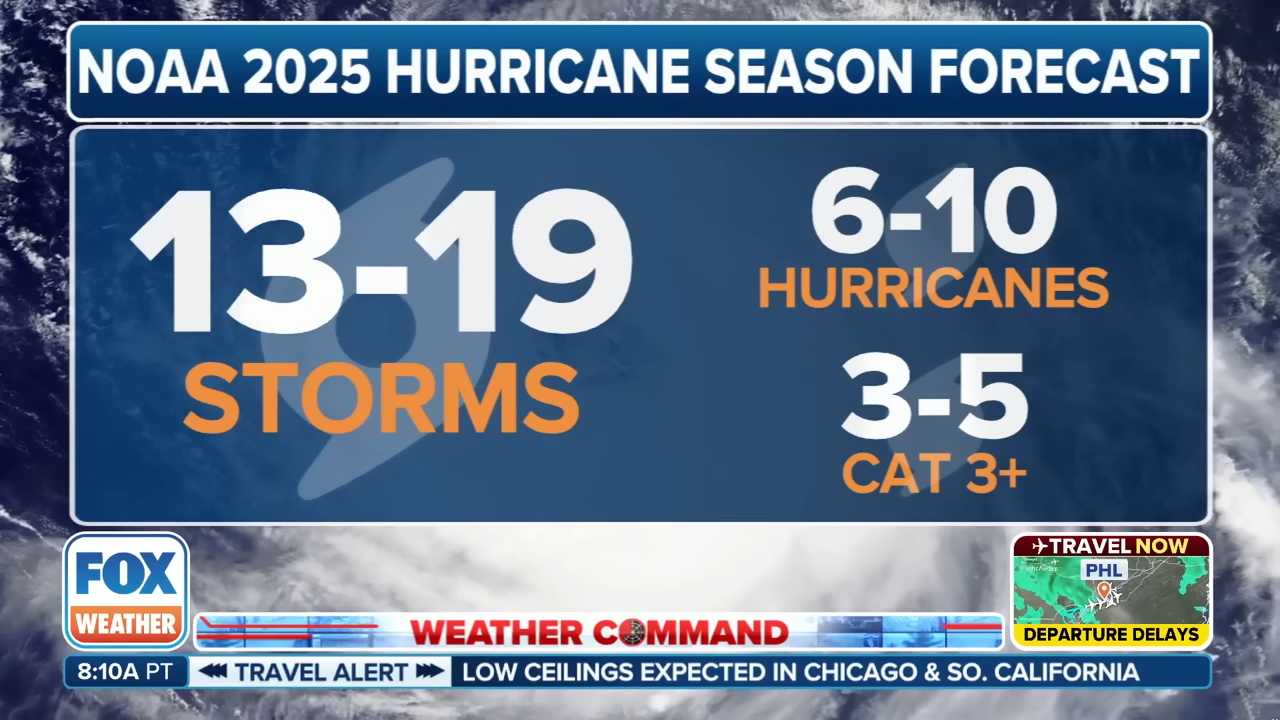 NOAA 2025 HURRICANE SEASON FORECAST
13-19
STORMS
6-10
HURRICANES
3-5
CAT 3+
FOX
WEATHER
WEATHER COMMAND
TRAVEL NOW
PHL
DEPARTURE DELAYS
8:10A PT
TRAVEL ALERT
LOW CEILINGS EXPECTED IN CHICAGO & SO. CALIFORNIA